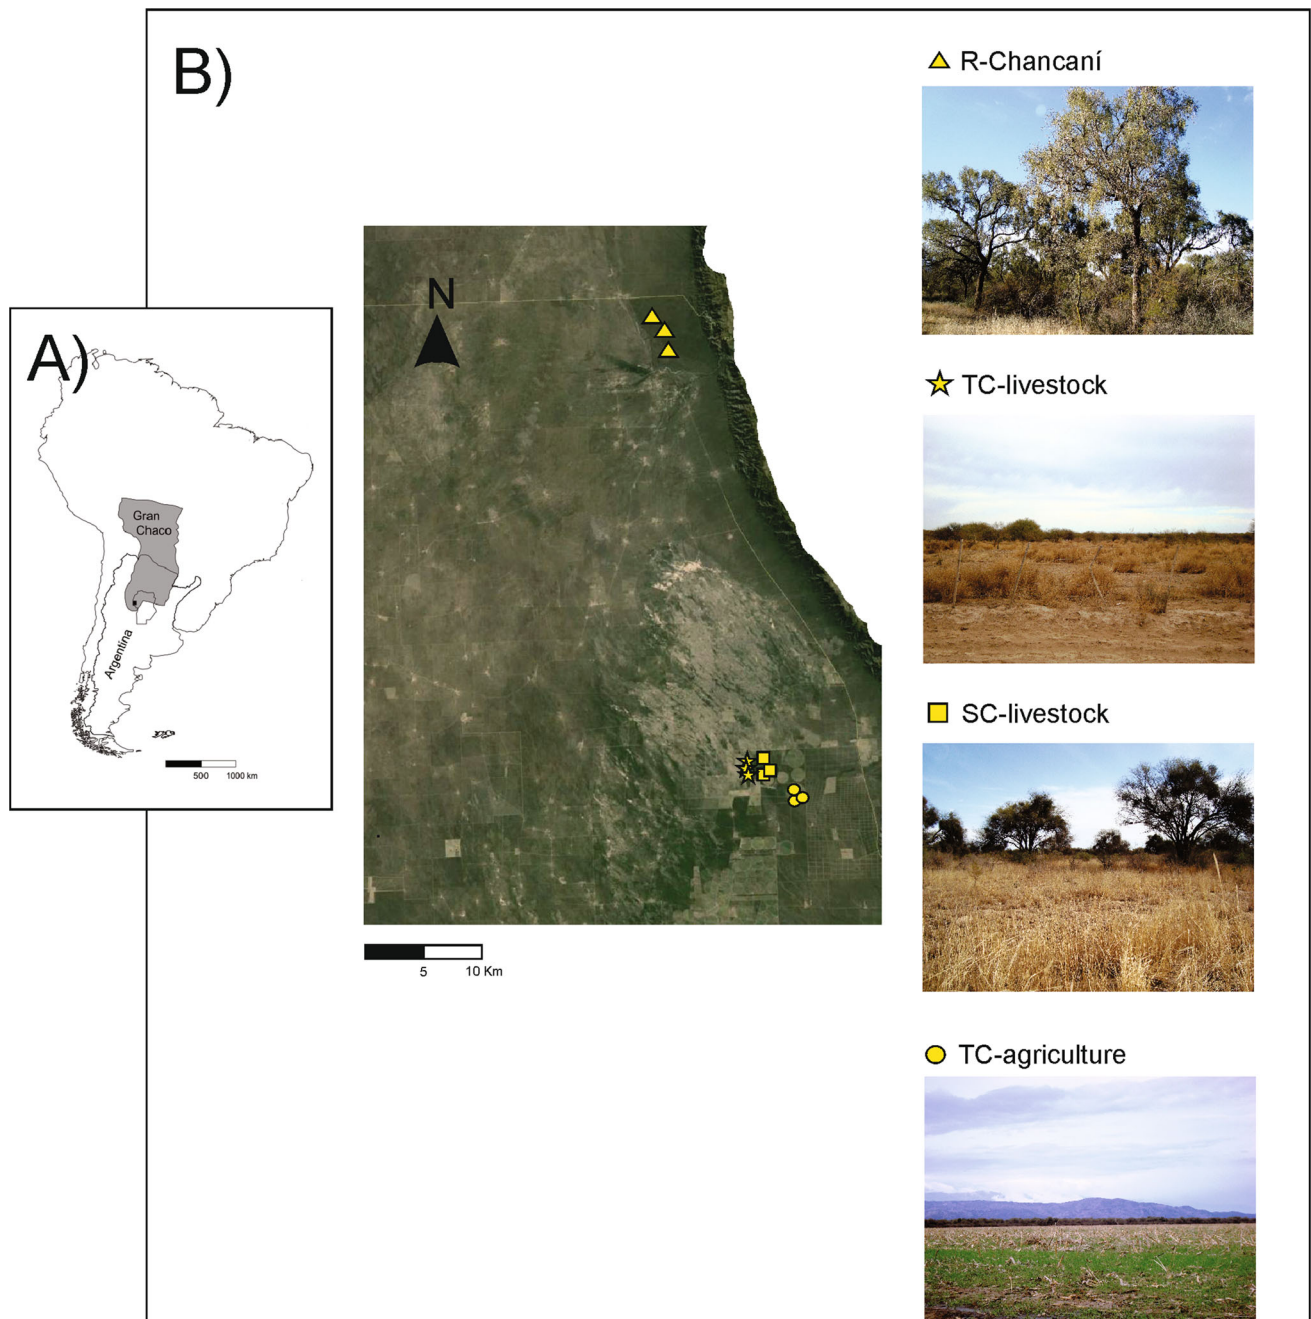 B)
R-Chancaní
N
A)
TC-livestock
Gran
Chaco
Argentina
SC-livestock
500 1000 km
5 10 Km
TC-agriculture